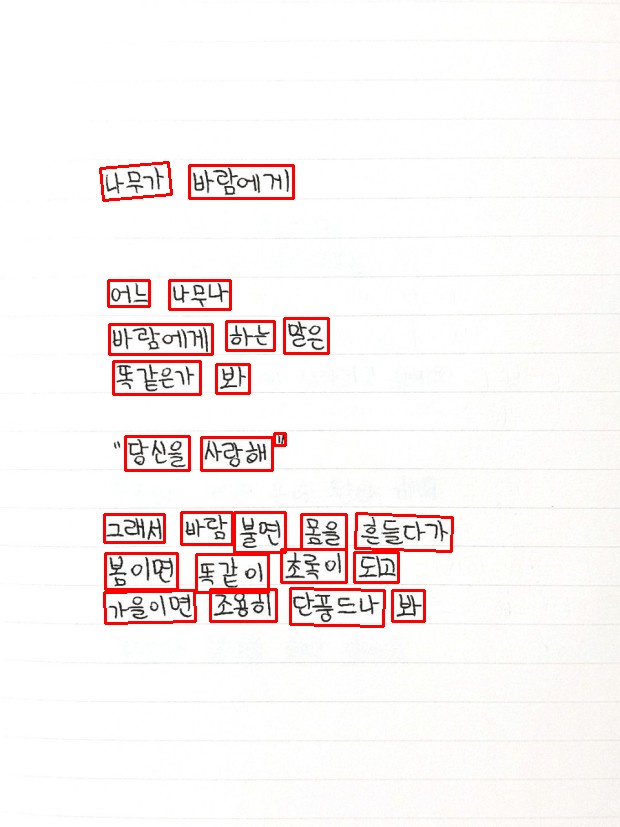 나무가 바람에게
어느 나무나
바람에게 하는 말은
똑같은가 봐
"당신을 사랑해"
그래서 바람 불면 몸을 흔들다가
봄이면 똑같이 초록이 되고
가을이면 조용히 단풍드나 봐